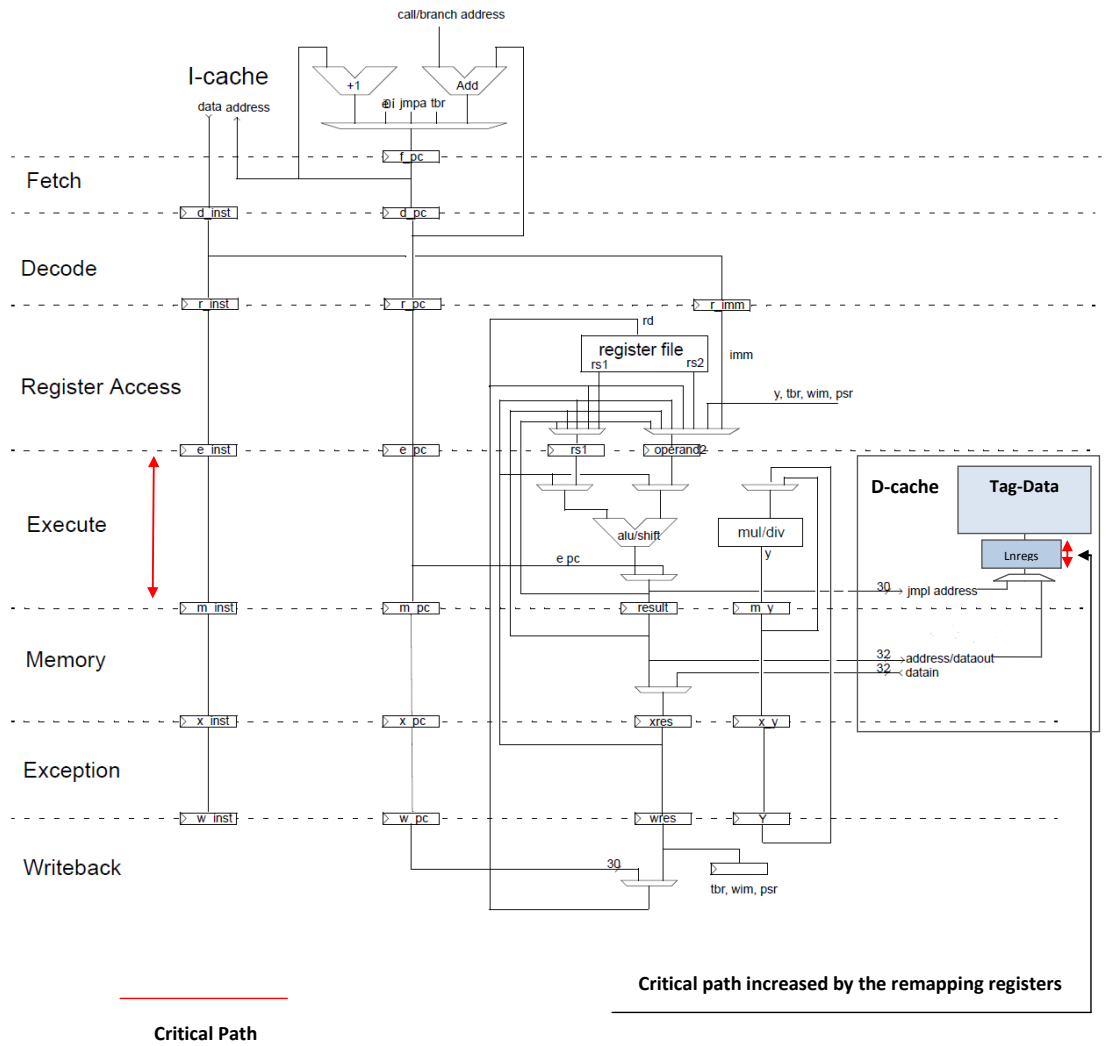 call/branch address
I-cache
+1
Add
data address
jmpa tbr
f_pc
Fetch
d_inst
d_pc
Decode
r_inst
r_pc
r_imm
rd
register file
rs1
rs2
imm
Register Access
y, tbr, wim, psr
e_inst
e_pc
rs1
operand2
D-cache
Tag-Data
Execute
alu/shift
mul/div
y
Lnregs
e pc
30
jmpl address
m_inst
m_pc
result
m_y
Memory
32
address/dataout
32
datain
x_inst
x_pc
xres
x_y
Exception
w_inst
w_pc
wres
Y
Writeback
30
tbr, wim, psr
Critical path increased by the remapping registers
Critical Path